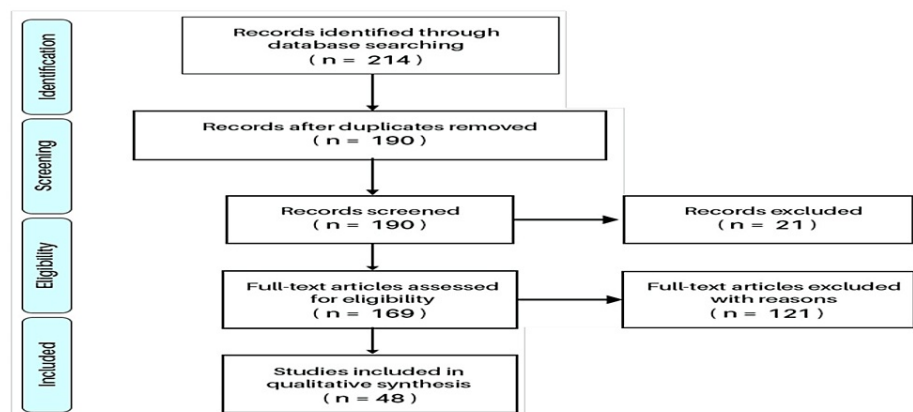 Identification
Records identified through
database searching
( n = 214 )
Records after duplicates removed
( n = 190 )
Screening
Records screened
( n = 190 )
Records excluded
( n = 21 )
Eligibility
Full-text articles assessed
for eligibility
( n = 169 )
Full-text articles excluded
with reasons
( n = 121 )
Included
Studies included in
qualitative synthesis
( n = 48 )